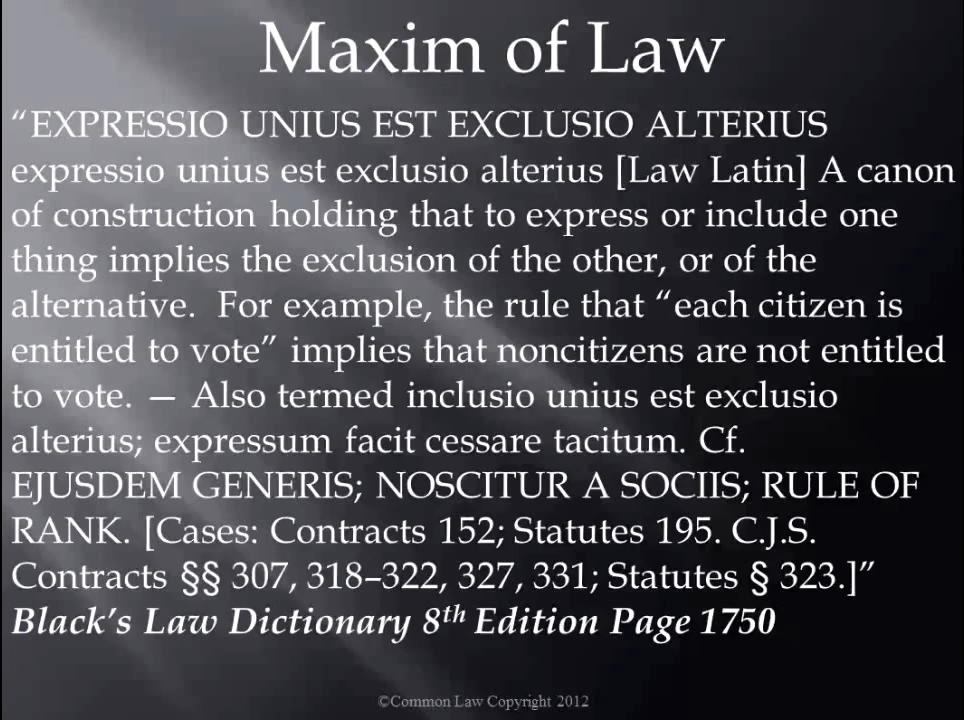 Maxim of Law
“EXPRESSIO UNIUS EST EXCLUSIO ALTERIUS
expressio unius est exclusio alterius [Law Latin] A canon
of construction holding that to express or include one
thing implies the exclusion of the other, or of the
alternative.  For example, the rule that “each citizen is
entitled to vote” implies that noncitizens are not entitled
to vote. — Also termed inclusio unius est exclusio
alterius; expressum facit cessare tacitum. Cf.
EJUSDEM GENERIS; NOSCITUR A SOCIIS; RULE OF
RANK. [Cases: Contracts 152; Statutes 195. C.J.S.
Contracts §§ 307, 318–322, 327, 331; Statutes § 323.]”
Black’s Law Dictionary 8th Edition Page 1750
©Common Law Copyright 2012